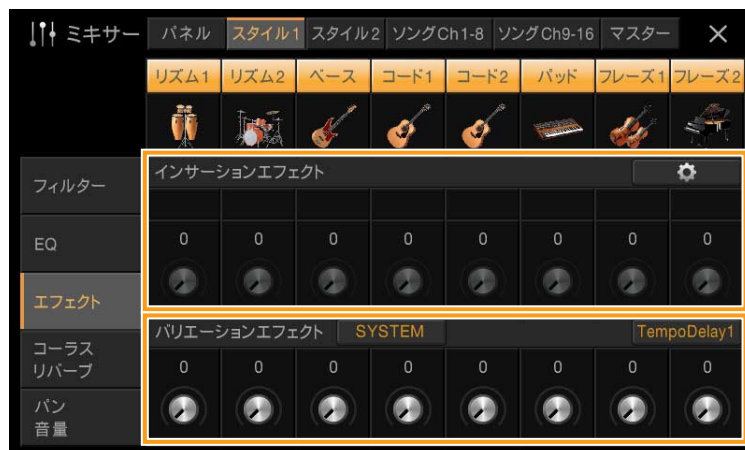 ミキサー
パネル スタイル1 スタイル2 ソングCh1-8 ソングCh9-16 マスター ×
リズム1 リズム2 ベース コード1 コード2 パッド フレーズ1 フレーズ2
フィルター
EQ
エフェクト
コーラス
リバーブ
パン
音量
インサーションエフェクト
0 0 0 0 0 0 0 0
バリエーションエフェクト SYSTEM TempoDelay1
0 0 0 0 0 0 0 0